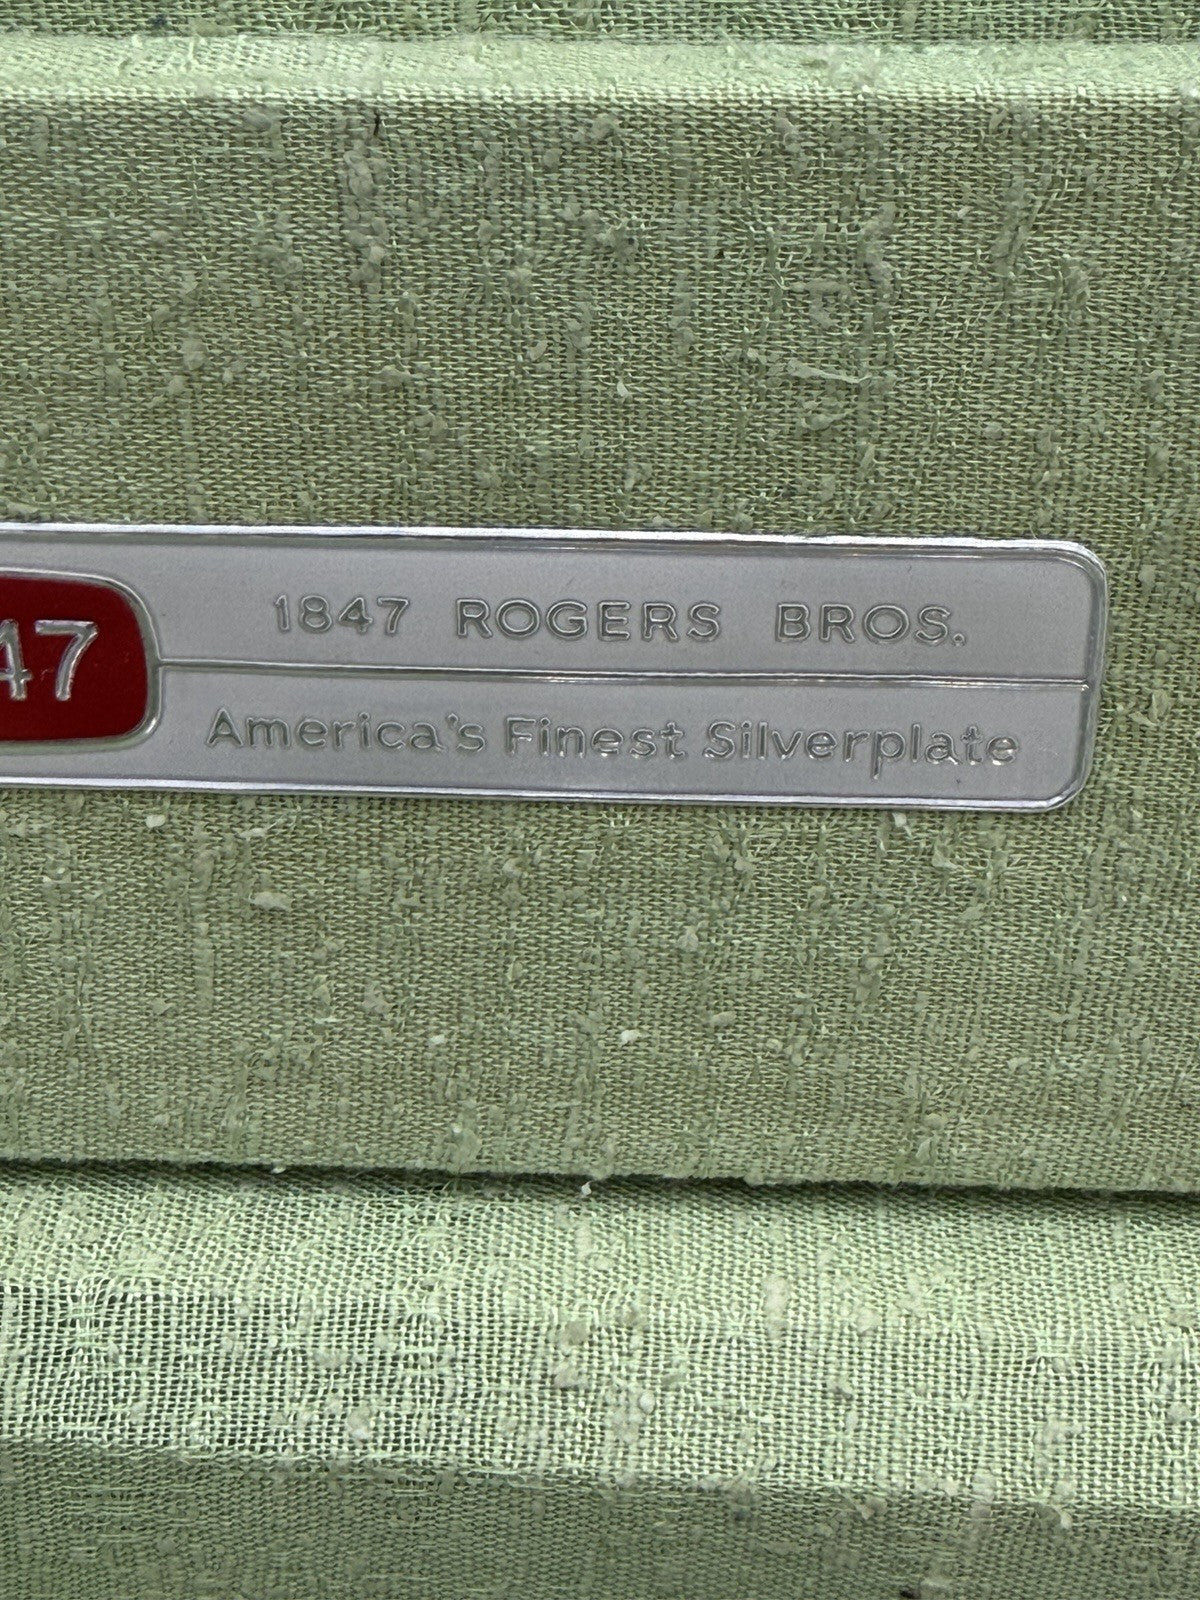 47
1847 ROGERS BROS.
America's Finest Silverplate